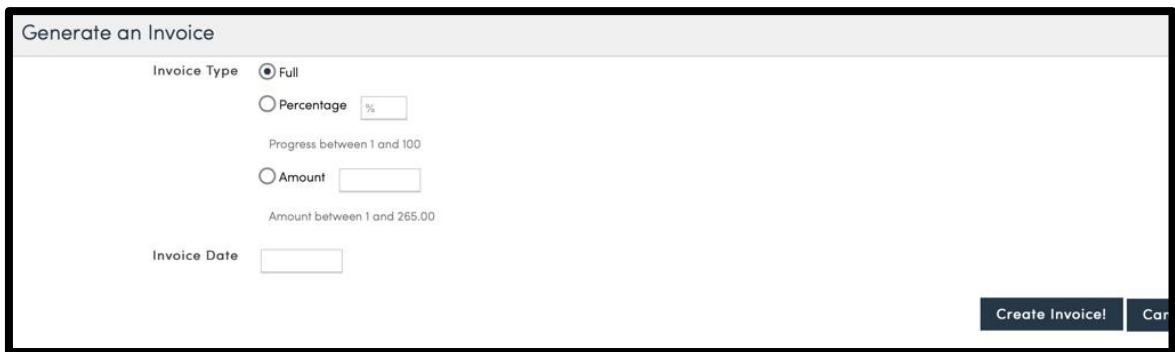 Generate an Invoice
Invoice Type Full
Percentage %
Progress between 1 and 100
Amount
Amount between 1 and 265.00
Invoice Date
Create Invoice! Can